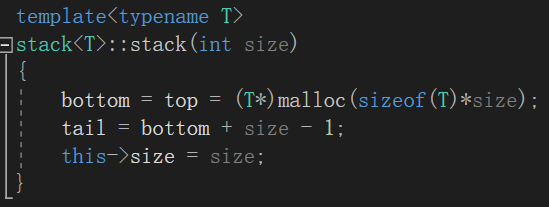 template<typename T>
stack<T>::stack(int size)
{
bottom = top = (T*)malloc(sizeof(T)*size);
tail = bottom + size - 1;
this->size = size;
}